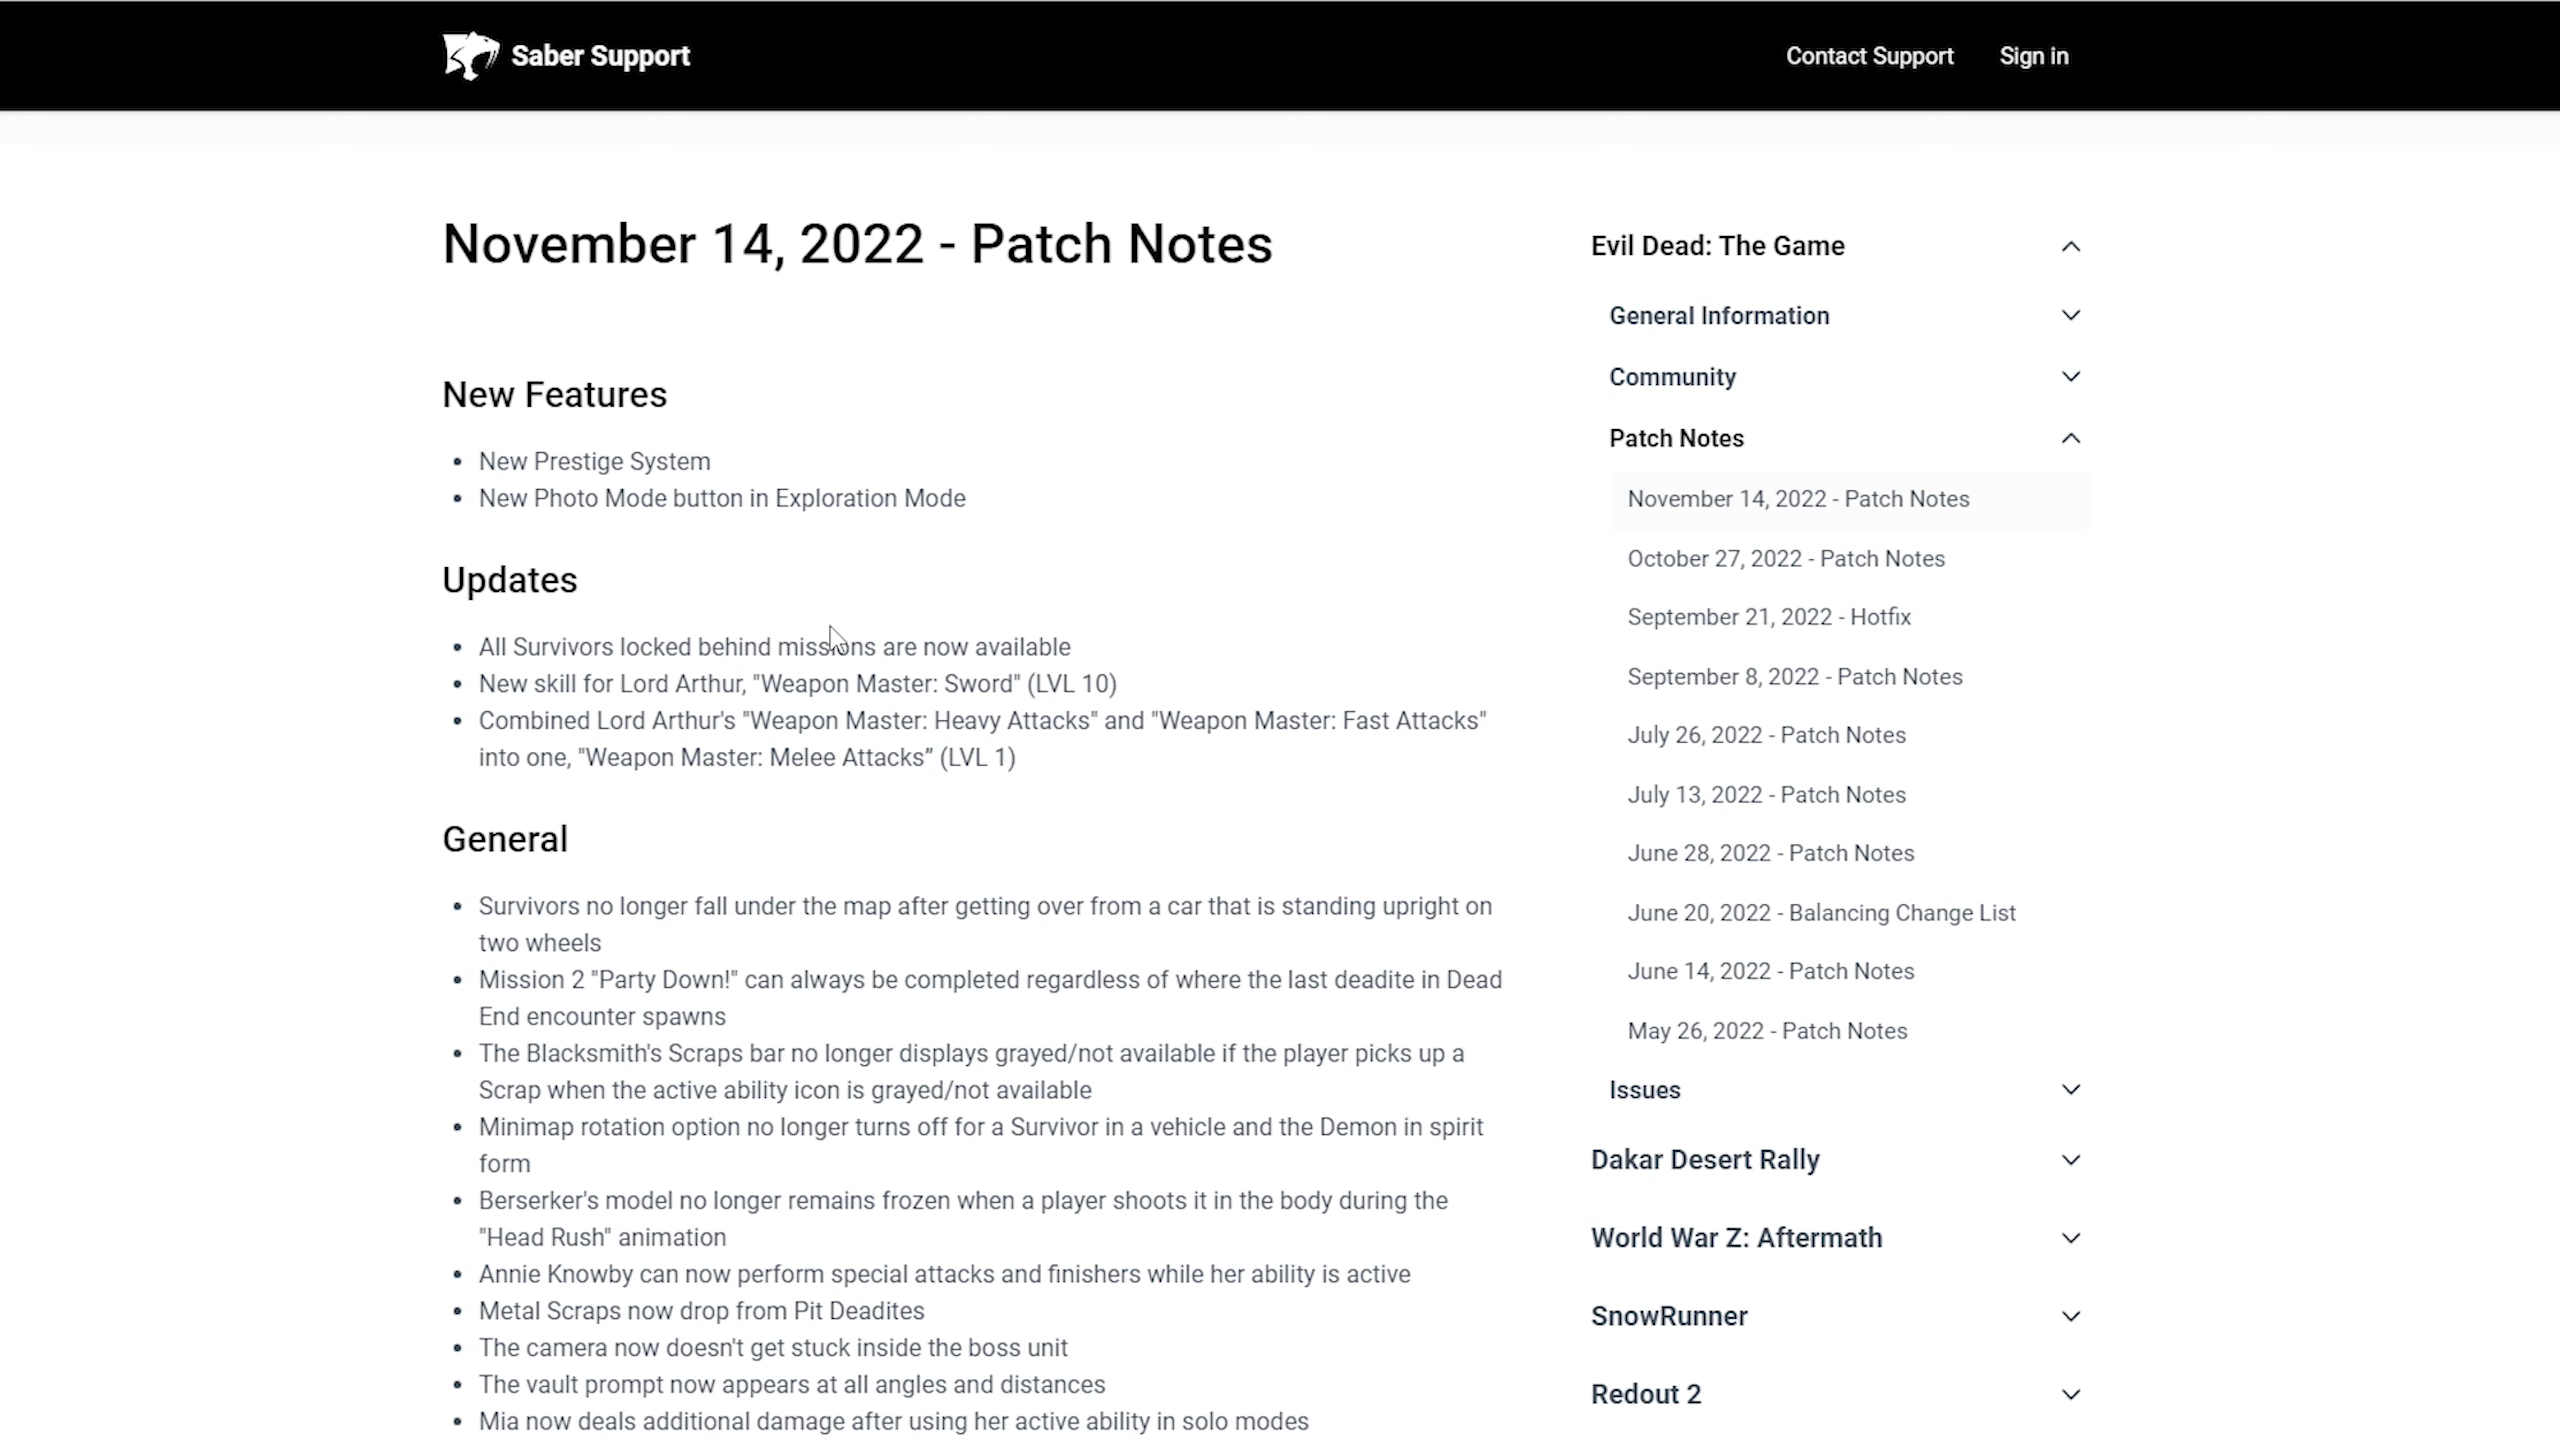 Saber Support
Contact Support
Sign in
November 14, 2022 - Patch Notes
New Features
New Prestige System
New Photo Mode button in Exploration Mode
Updates
All Survivors locked behind missions are now available
New skill for Lord Arthur, "Weapon Master: Sword" (LVL 10)
Combined Lord Arthur's "Weapon Master: Heavy Attacks" and "Weapon Master: Fast Attacks"
into one, "Weapon Master: Melee Attacks” (LVL 1)
General
Survivors no longer fall under the map after getting over from a car that is standing upright on
two wheels
Mission 2 "Party Down!" can always be completed regardless of where the last deadite in Dead
End encounter spawns
The Blacksmith's Scraps bar no longer displays grayed/not available if the player picks up a
Scrap when the active ability icon is grayed/not available
Minimap rotation option no longer turns off for a Survivor in a vehicle and the Demon in spirit
form
Berserker's model no longer remains frozen when a player shoots it in the body during the
"Head Rush" animation
Annie Knowby can now perform special attacks and finishers while her ability is active
Metal Scraps now drop from Pit Deadites
The camera now doesn't get stuck inside the boss unit
The vault prompt now appears at all angles and distances
Mia now deals additional damage after using her active ability in solo modes
Evil Dead: The Game
General Information
Community
Patch Notes
November 14, 2022 - Patch Notes
October 27, 2022 - Patch Notes
September 21, 2022 - Hotfix
September 8, 2022 - Patch Notes
July 26, 2022 - Patch Notes
July 13, 2022 - Patch Notes
June 28, 2022 - Patch Notes
June 20, 2022 - Balancing Change List
June 14, 2022 - Patch Notes
May 26, 2022 - Patch Notes
Issues
Dakar Desert Rally
World War Z: Aftermath
SnowRunner
Redout 2